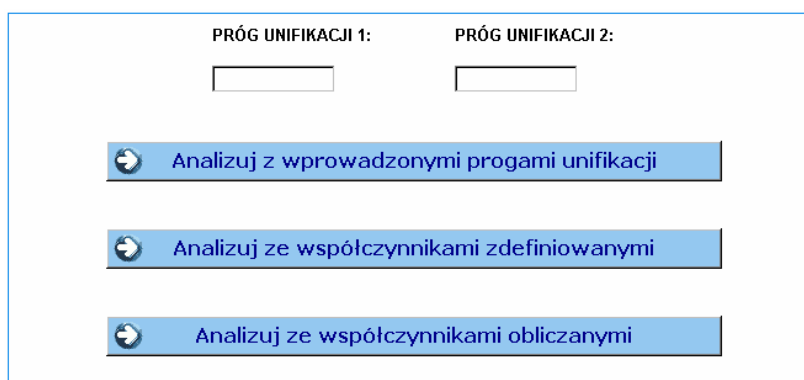 PRÓG UNIFIKACJI 1: PRÓG UNIFIKACJI 2:
Analizuj z wprowadzonymi progami unifikacji
Analizuj ze współczynnikami zdefiniowanymi
Analizuj ze współczynnikami obliczanymi